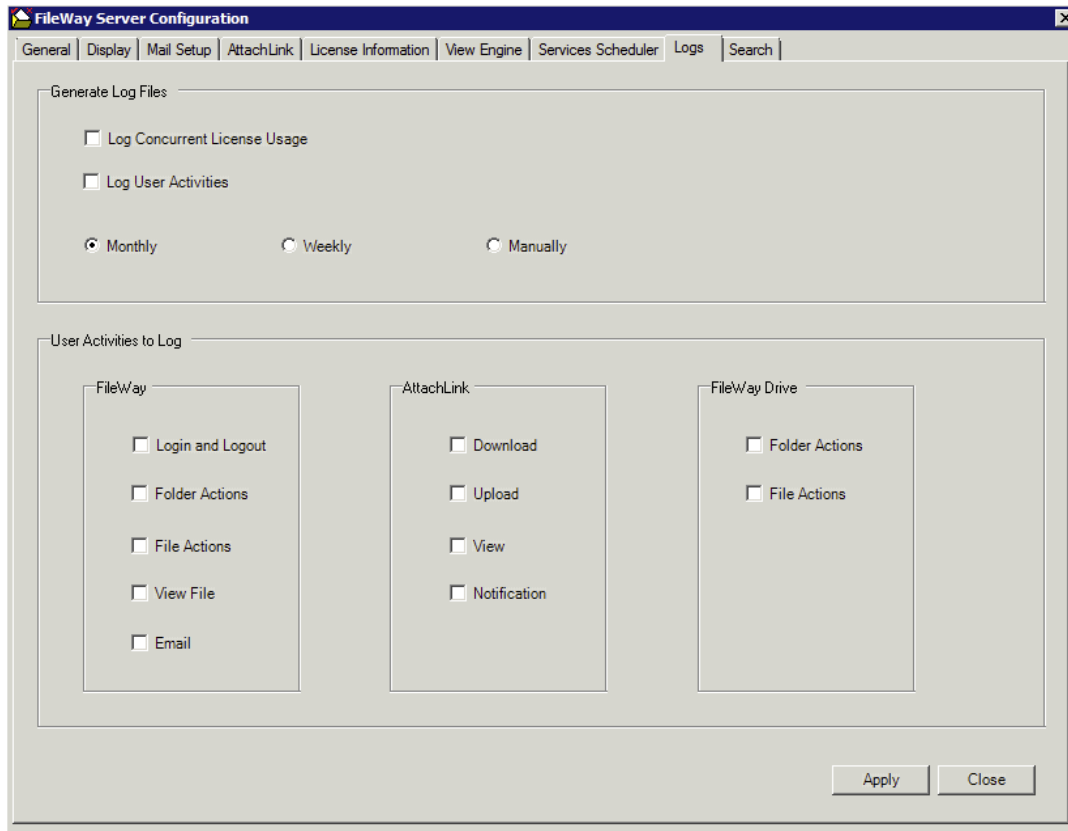 FileWay Server Configuration
General Display Mail Setup AttachLink License Information View Engine Services Scheduler Logs Search
Generate Log Files
Log Concurrent License Usage
Log User Activities
Monthly Weekly Manually
User Activities to Log
FileWay AttachLink FileWay Drive
Login and Logout Download Folder Actions
Folder Actions Upload File Actions
File Actions View
View File Notification
Email
Apply Close